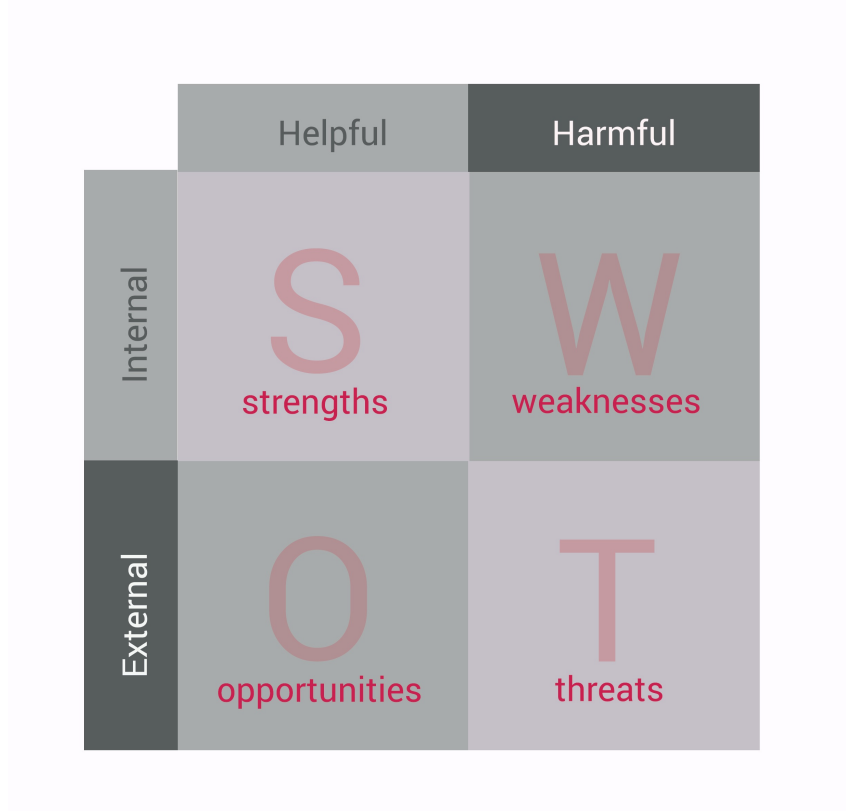 Helpful
Harmful
Internal
S
W
strengths
weaknesses
External
O
T
opportunities
threats